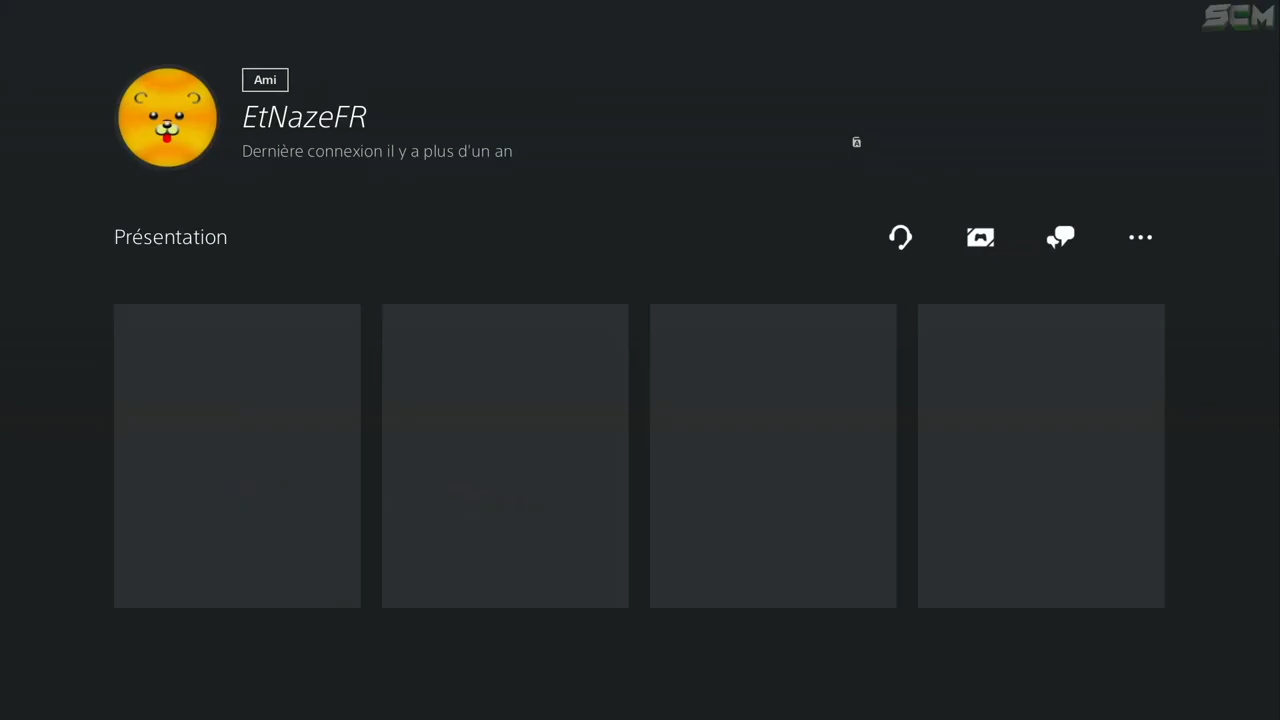 SCM
Ami
EtNazeFR
Dernière connexion il y a plus d'un an
Présentation